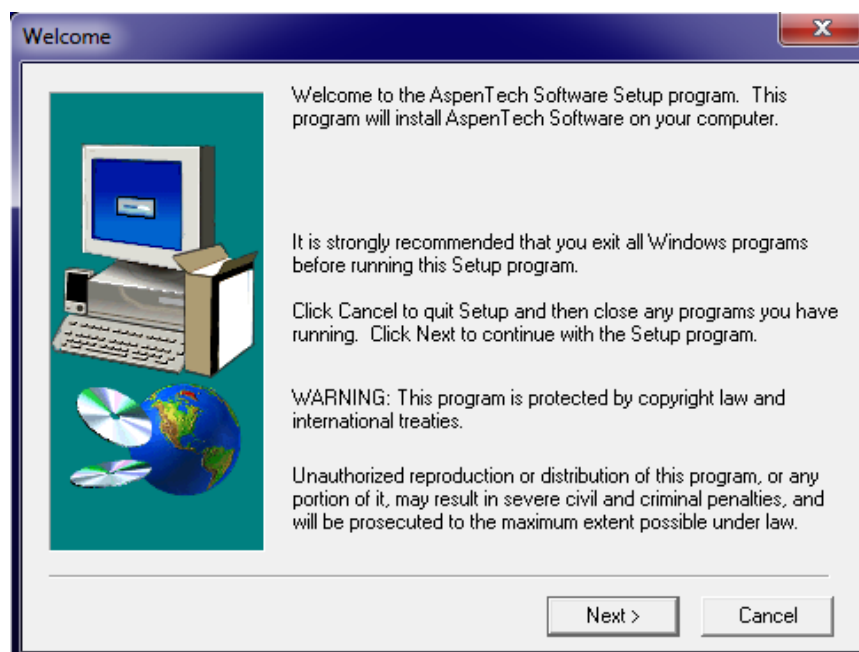 Welcome
Welcome to the AspenTech Software Setup program. This
program will install AspenTech Software on your computer.
It is strongly recommended that you exit all Windows programs
before running this Setup program.
Click Cancel to quit Setup and then close any programs you have
running. Click Next to continue with the Setup program.
WARNING: This program is protected by copyright law and
international treaties.
Unauthorized reproduction or distribution of this program, or any
portion of it, may result in severe civil and criminal penalties, and
will be prosecuted to the maximum extent possible under law.
Next >
Cancel